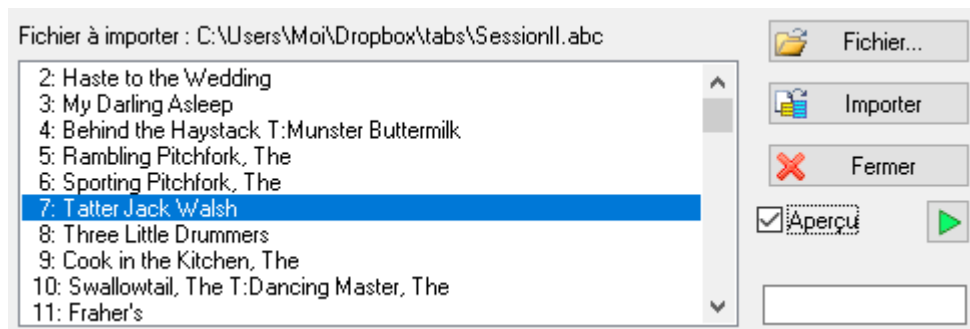 Fichier à importer : C:\Users\Moi\Dropbox\tabs\SessionII.abc
2: Haste to the Wedding
3: My Darling Asleep
4: Behind the Haystack T:Munster Buttermilk
5: Rambling Pitchfork, The
6: Sporting Pitchfork, The
7: Tatter Jack Walsh
8: Three Little Drummers
9: Cook in the Kitchen, The
10: Swallowtail, The T:Dancing Master, The
11: Fraher's
Fichier...
Importer
Fermer
Aperçu